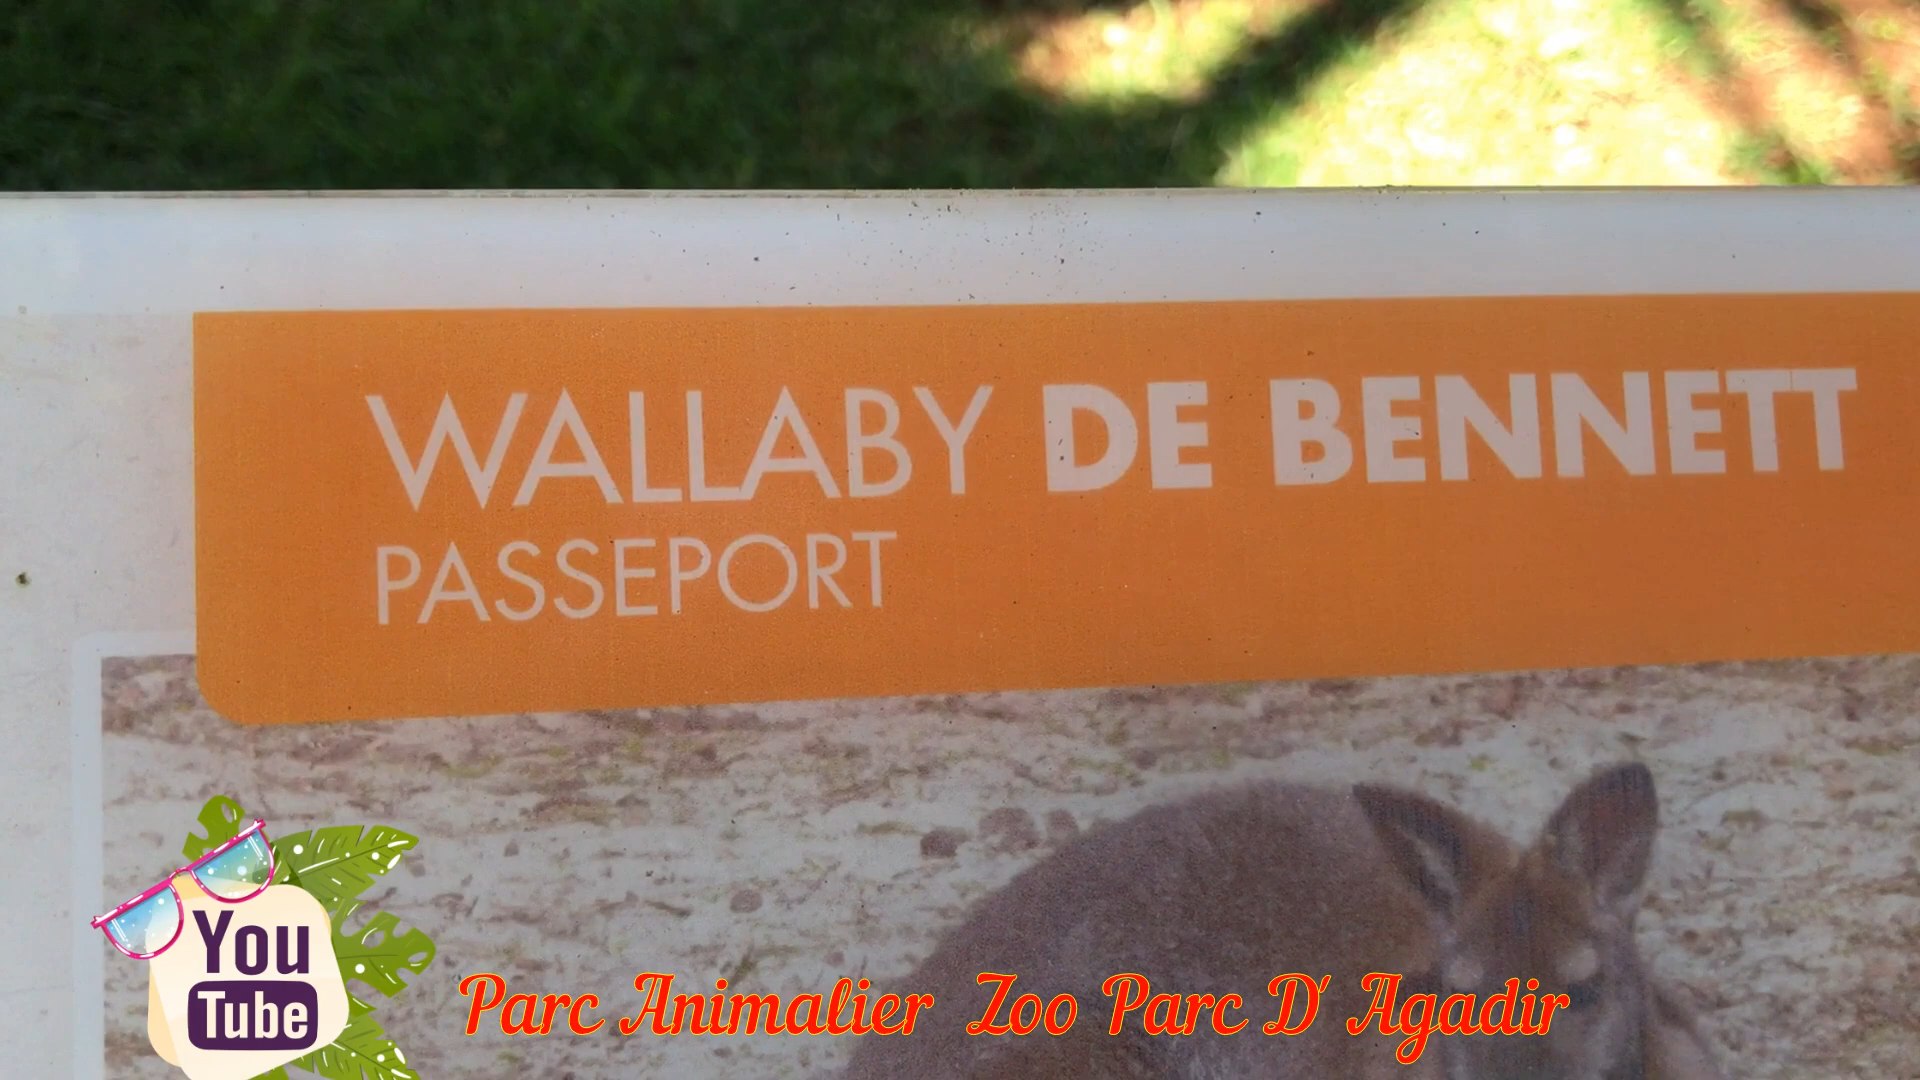 WALLABY DE BENNETT
PASSEPORT
You
Tube
Parc Animalier Zoo Parc D' Agadir